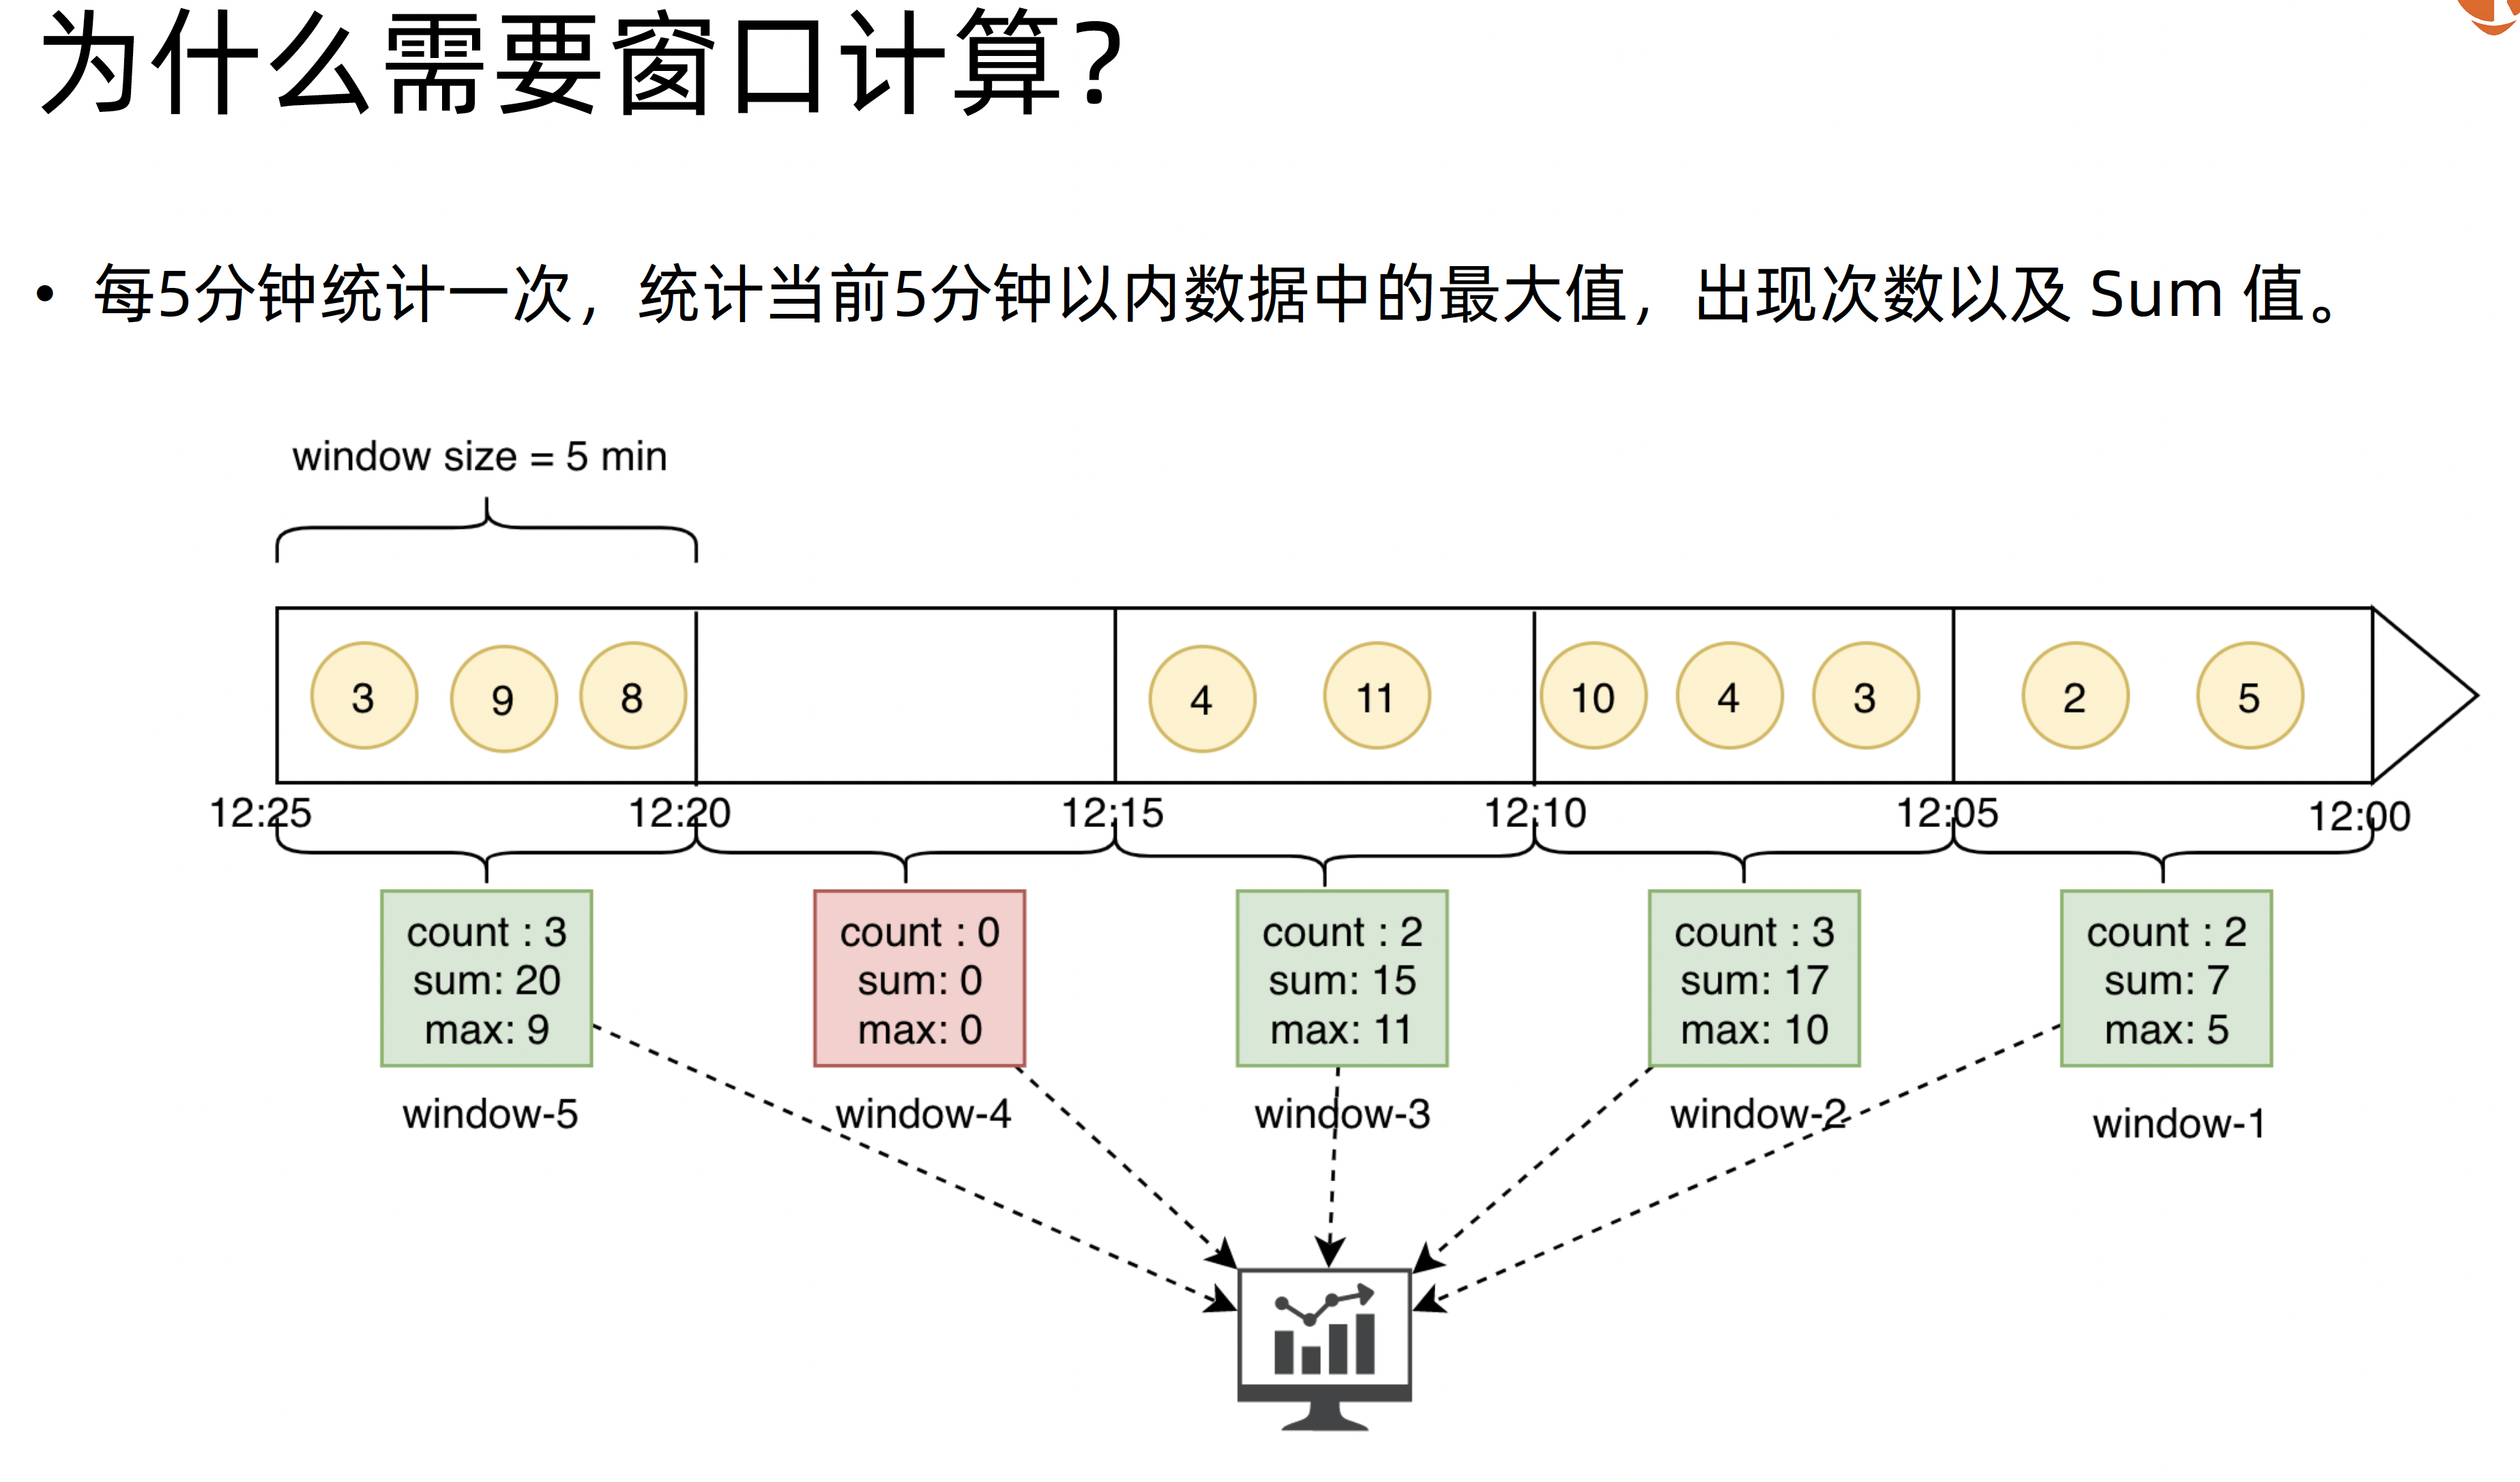 为什么需要窗口计算?
• 每5分钟统计一次，统计当前5分钟以内数据中的最大值，出现次数以及 Sum 值。
window size = 5 min
3 9 8 4 11 10 4 3 2 5
12:25 12:20 12:15 12:10 12:05 12:00
count : 3
sum: 20
max: 9
window-5
count : 0
sum: 0
max: 0
window-4
count : 2
sum: 15
max: 11
window-3
count : 3
sum: 17
max: 10
window-2
count : 2
sum: 7
max: 5
window-1